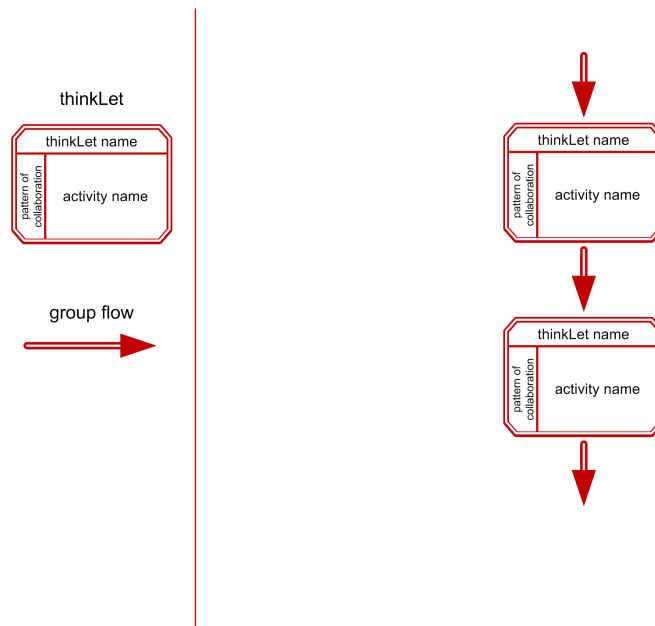 thinkLet
thinkLet name
pattern of
collaboration
activity name
group flow
thinkLet name
pattern of
collaboration
activity name
thinkLet name
pattern of
collaboration
activity name